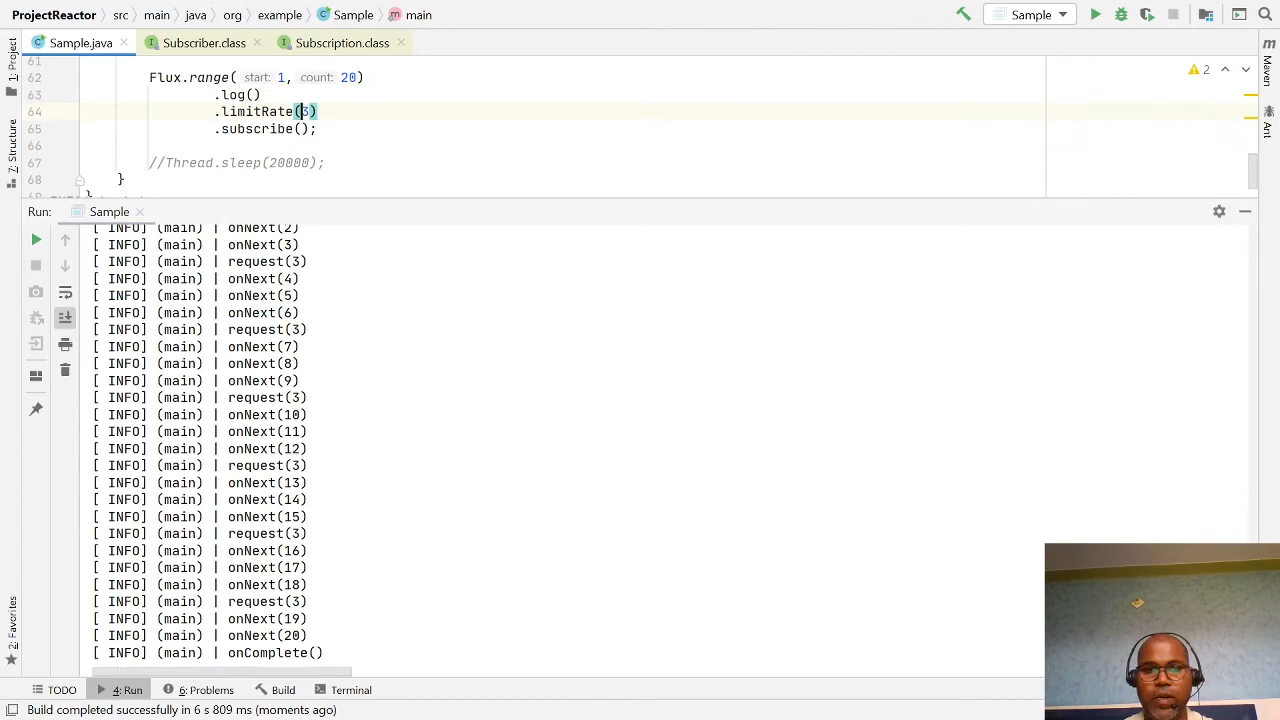 ProjectReactor > src > main > java > org > example > Sample > main
Sample
Sample.java
Subscriber.class
Subscription.class
61
62 Flux.range( start: 1, count: 20)
63 .log()
64 .limitRate(3)
65 .subscribe();
66
67 //Thread.sleep(20000);
68 }
}
2
1: Project
7: Structure
2: Favorites
Maven
Ant
Run: Sample
[ INFO] (main) | onNext(2)
[ INFO] (main) | onNext(3)
[ INFO] (main) | request(3)
[ INFO] (main) | onNext(4)
[ INFO] (main) | onNext(5)
[ INFO] (main) | onNext(6)
[ INFO] (main) | request(3)
[ INFO] (main) | onNext(7)
[ INFO] (main) | onNext(8)
[ INFO] (main) | onNext(9)
[ INFO] (main) | request(3)
[ INFO] (main) | onNext(10)
[ INFO] (main) | onNext(11)
[ INFO] (main) | onNext(12)
[ INFO] (main) | request(3)
[ INFO] (main) | onNext(13)
[ INFO] (main) | onNext(14)
[ INFO] (main) | onNext(15)
[ INFO] (main) | request(3)
[ INFO] (main) | onNext(16)
[ INFO] (main) | onNext(17)
[ INFO] (main) | onNext(18)
[ INFO] (main) | request(3)
[ INFO] (main) | onNext(19)
[ INFO] (main) | onNext(20)
[ INFO] (main) | onComplete()
TODO
4: Run
6: Problems
Build
Terminal
Build completed successfully in 6 s 809 ms (moments ago)